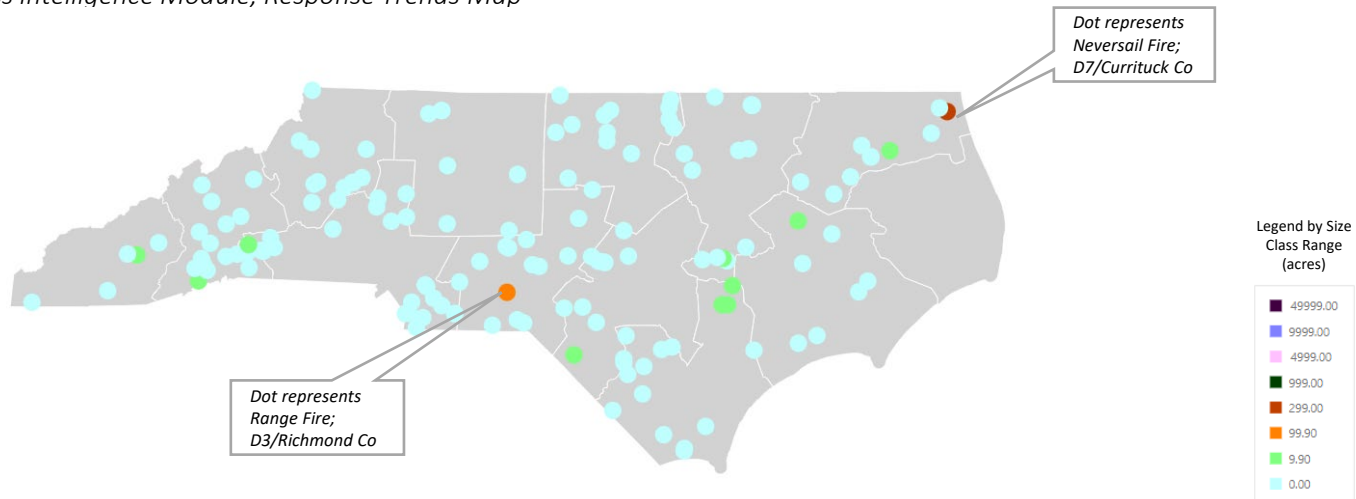 s Intelligence Module, Response Trends Map
Dot represents
Neversail Fire;
D7/Currituck Co
Legend by Size
Class Range
(acres)
49999.00
9999.00
4999.00
999.00
299.00
99.90
9.90
0.00
Dot represents
Range Fire;
D3/Richmond Co